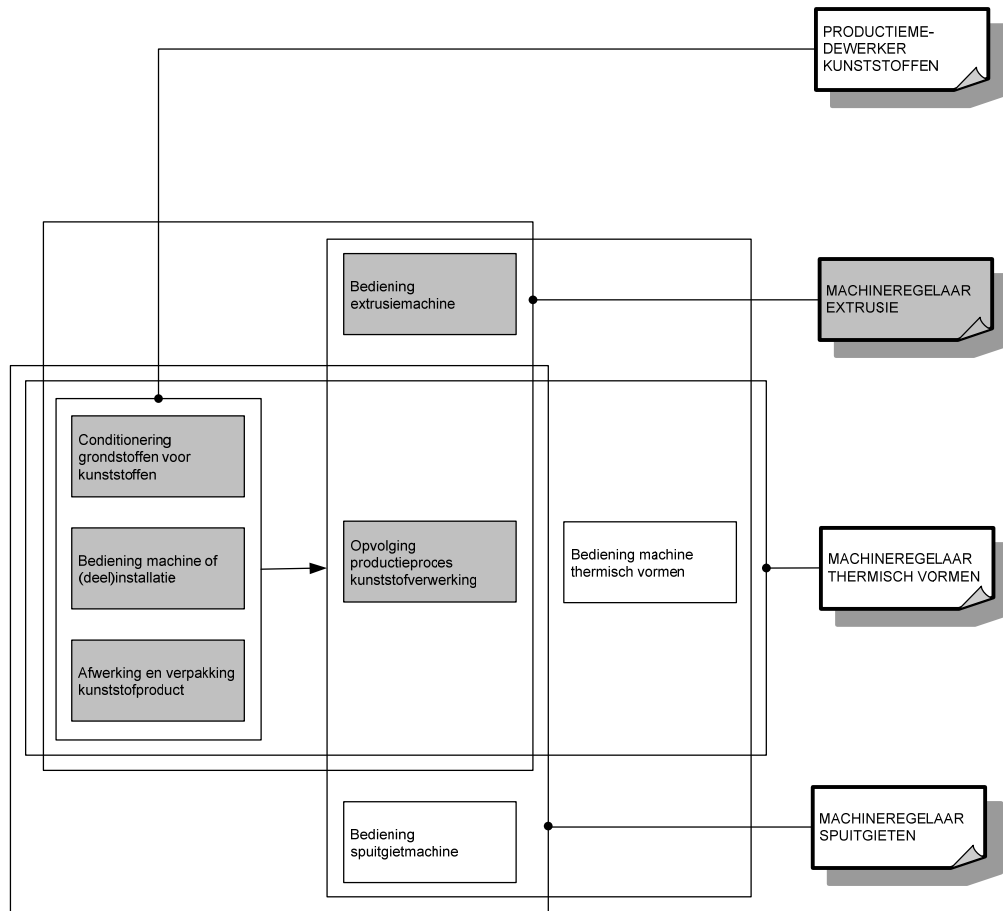 PRODUCTIEME-
DEWERKER
KUNSTSTOFFEN
Bediening
extrusiemachine
MACHINEREGELAAR
EXTRUSIE
Conditionering
grondstoffen voor
kunststoffen
Bediening machine of
(deel)installatie
Opvolging
productieproces
kunststofverwerking
Bediening machine
thermisch vormen
MACHINEREGELAAR
THERMISCH VORMEN
Afwerking en verpakking
kunststofproduct
Bediening
spuitgietmachine
MACHINEREGELAAR
SPUITGIETEN